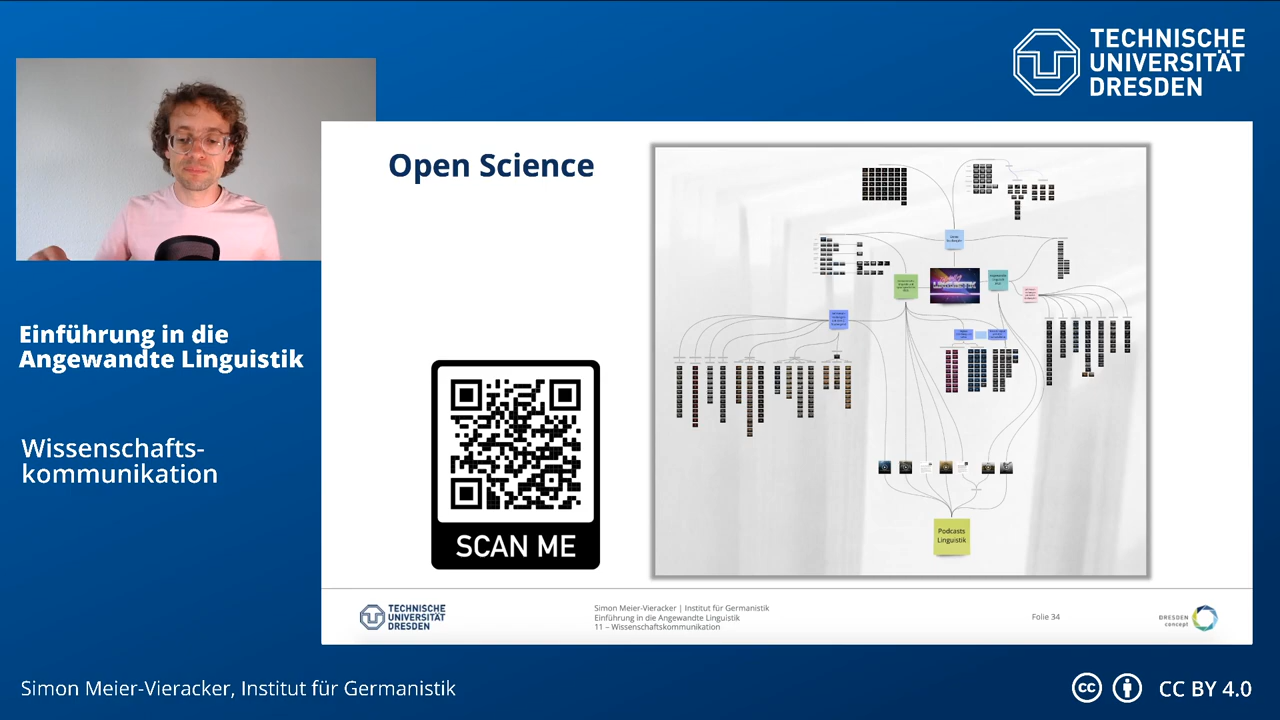 TECHNISCHE
UNIVERSITÄT
DRESDEN
Open Science
Einführung in die
Angewandte Linguistik
Wissenschafts-
kommunikation
SCAN ME
Podcasts
Linguistik
TECHNISCHE
UNIVERSITÄT
DRESDEN
Simon Meier-Vieracker | Institut für Germanistik
Einführung in die Angewandte Linguistik
11 – Wissenschaftskommunikation
Folie 34
DRESDEN
concept
Simon Meier-Vieracker, Institut für Germanistik
CC BY 4.0